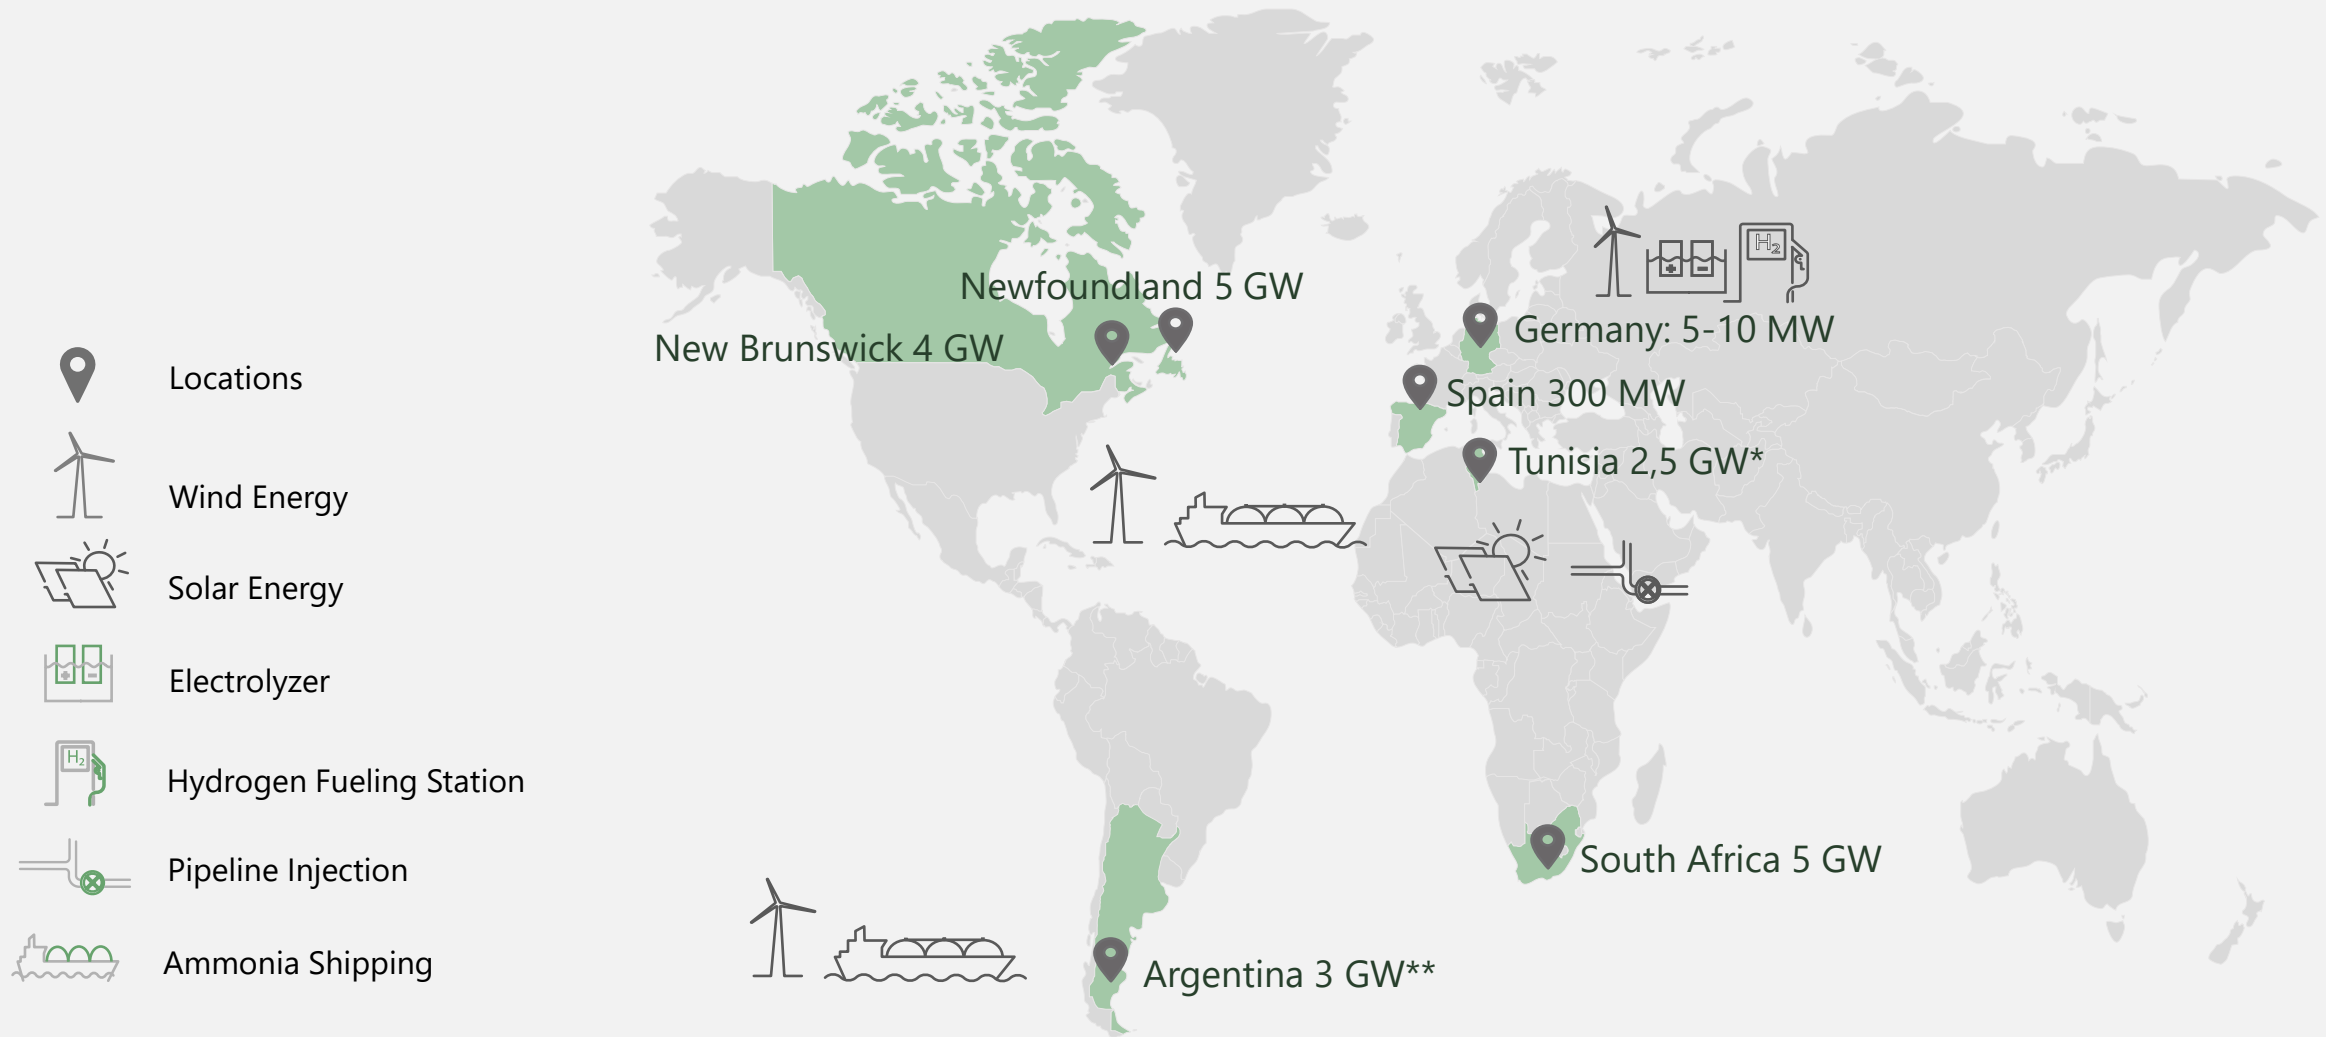 Locations
Wind Energy
Solar Energy
Electrolyzer
H2
Hydrogen Fueling Station
Pipeline Injection
Ammonia Shipping
H2
Newfoundland 5 GW
New Brunswick 4 GW
Germany: 5-10 MW
Spain 300 MW
Tunisia 2,5 GW*
South Africa 5 GW
Argentina 3 GW**